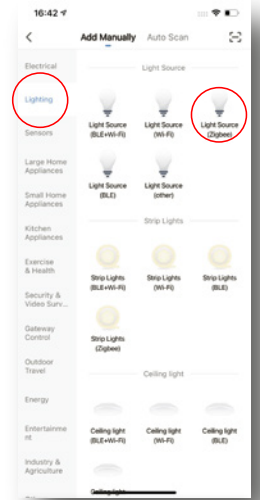 16:42
Add Manually Auto Scan
Electrical
Lighting
Sensors
Large Home
Appliances
Small Home
Appliances
Kitchen
Appliances
Exercise
& Health
Security &
Video Surv...
Gateway
Control
Outdoor
Travel
Energy
Entertainme
nt
Industry &
Agriculture
Light Source
Light Source
(BLE+Wi-Fi)
Light Source
(Wi-Fi)
Light Source
(Zigbee)
Light Source
(BLE)
Light Source
(other)
Strip Lights
Strip Lights
(BLE+Wi-Fi)
Strip Lights
(Wi-Fi)
Strip Lights
(BLE)
Strip Lights
(Zigbee)
Ceiling light
Ceiling light
(BLE+Wi-Fi)
Ceiling light
(Wi-Fi)
Ceiling light
(BLE)
Ceiling light